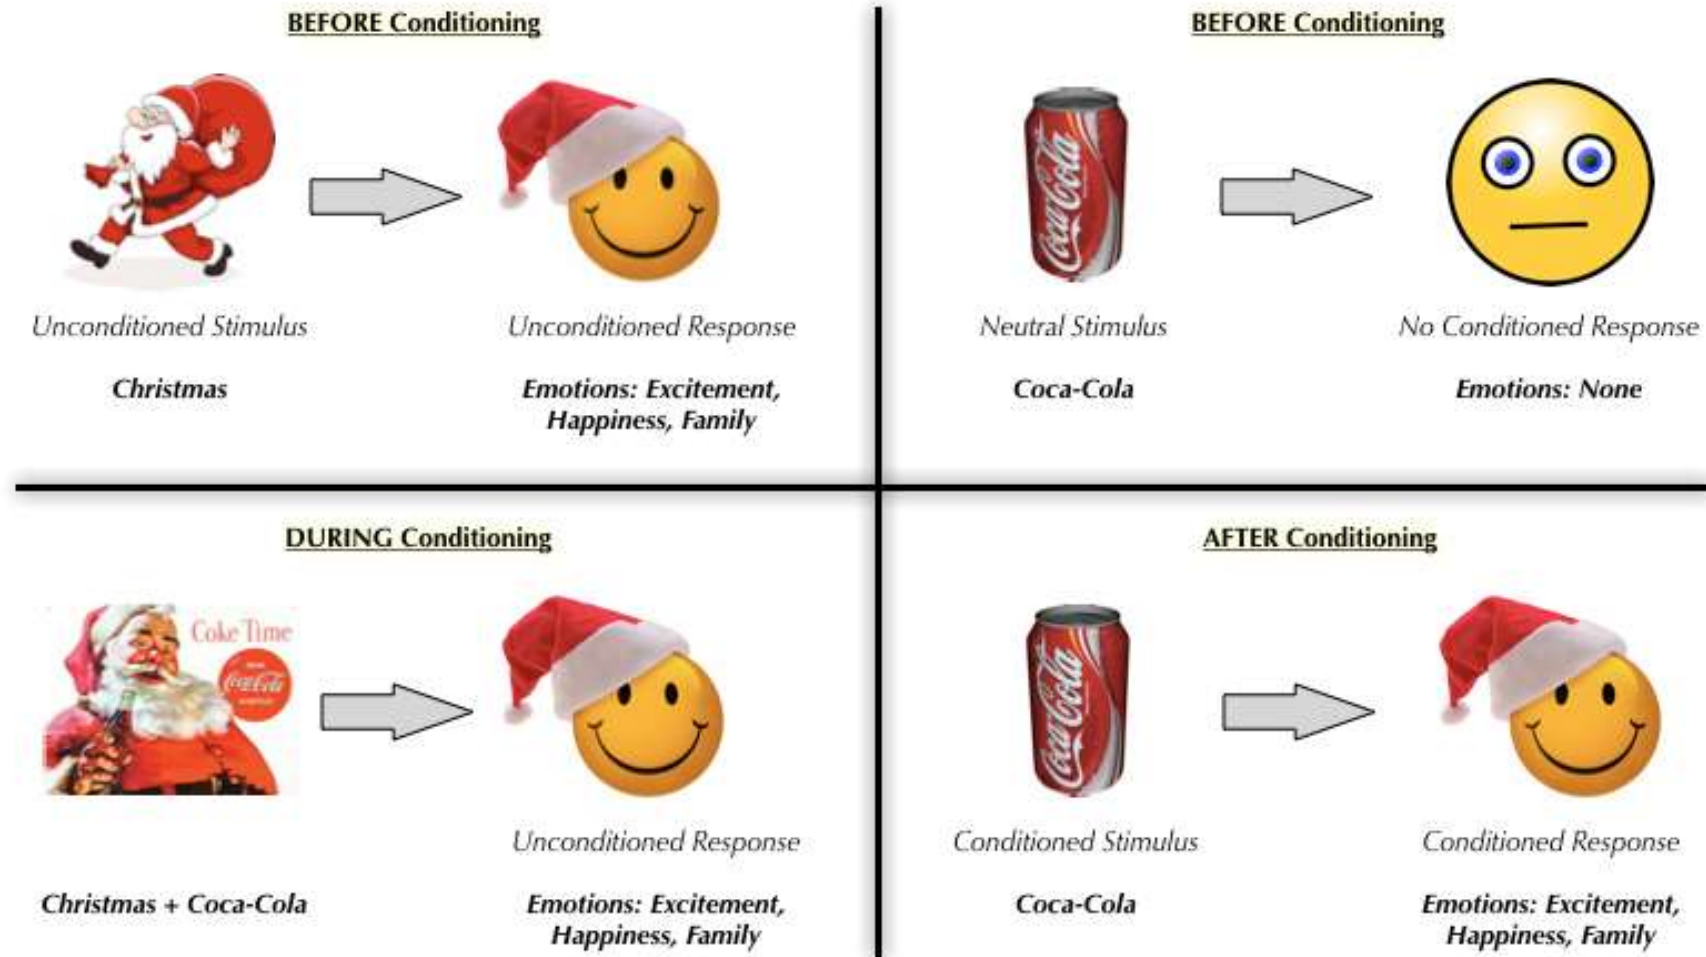 BEFORE Conditioning
Coca-Cola
Unconditioned Stimulus
Unconditioned Response
Christmas
Emotions: Excitement,
Happiness, Family
BEFORE Conditioning
Coca-Cola
Neutral Stimulus
No Conditioned Response
Coca-Cola
Emotions: None
DURING Conditioning
Coke Time
Coca-Cola
Unconditioned Response
Christmas + Coca-Cola
Emotions: Excitement,
Happiness, Family
AFTER Conditioning
Coca-Cola
Conditioned Stimulus
Conditioned Response
Coca-Cola
Emotions: Excitement,
Happiness, Family